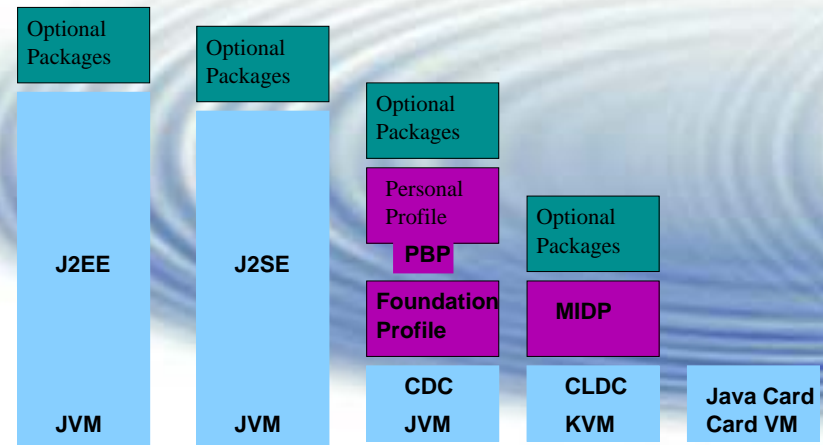 Optional
Packages
J2EE
JVM
Optional
Packages
J2SE
JVM
Optional
Packages
Personal
Profile
PBP
Foundation
Profile
CDC
JVM
Optional
Packages
MIDP
CLDC
KVM
Java Card
Card VM